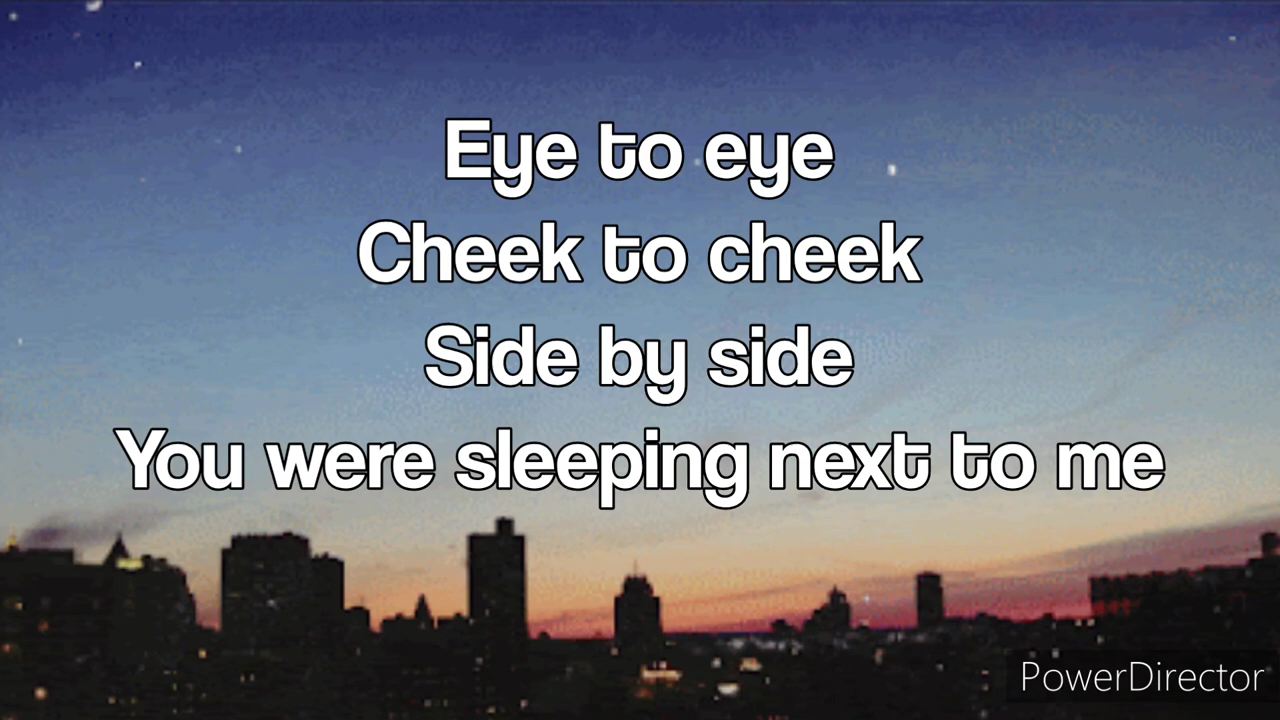 Eye to eye
Cheek to cheek
Side by side
You were sleeping next to me
PowerDirector